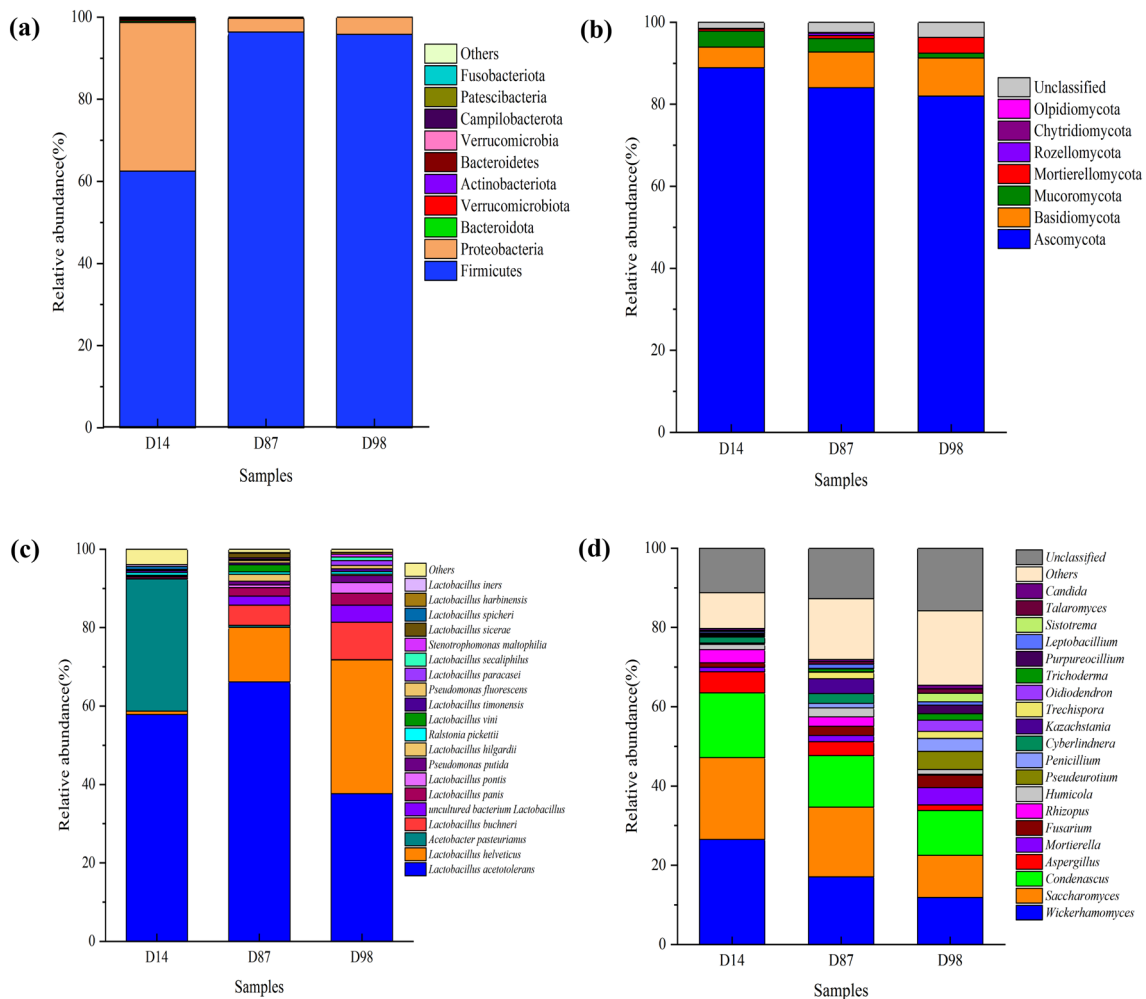 (a)
100
80
60
40
20
0
Relative abundance(%)
D14 D87 D98
Samples
Others
Fusobacteriota
Patescibacteria
Campilobacterota
Verrucomicrobia
Bacteroidetes
Actinobacteriota
Verrucomicrobiota
Bacteroidota
Proteobacteria
Firmicutes
(b)
100
80
60
40
20
0
Relative abundance(%)
D14 D87 D98
Samples
Unclassified
Olpidiomycota
Chytridiomycota
Rozellomycota
Mortierellomycota
Mucoromycota
Basidiomycota
Ascomycota
(c)
100
80
60
40
20
0
Relative abundance(%)
D14 D87 D98
Samples
Others
Lactobacillus iners
Lactobacillus harbinensis
Lactobacillus spicheri
Lactobacillus sicerae
Stenotrophomonas maltophilia
Lactobacillus secaliphilus
Lactobacillus paracasei
Pseudomonas fluorescens
Lactobacillus timonensis
Lactobacillus vini
Ralstonia pickettii
Lactobacillus hilgardii
Pseudomonas putida
Lactobacillus pontis
Lactobacillus panis
uncultured bacterium Lactobacillus
Lactobacillus buchneri
Acetobacter pasteurianus
Lactobacillus helveticus
Lactobacillus acetotolerans
(d)
100
80
60
40
20
0
Relative abundance(%)
D14 D87 D98
Samples
Unclassified
Others
Candida
Talaromyces
Sistotrema
Leptobacillium
Purpureocillium
Trichoderma
Oidiodendron
Trechispora
Kazachstania
Cyberlindnera
Penicillium
Pseudeurotium
Humicola
Rhizopus
Fusarium
Mortierella
Aspergillus
Condenascus
Saccharomyces
Wickerhamomyces